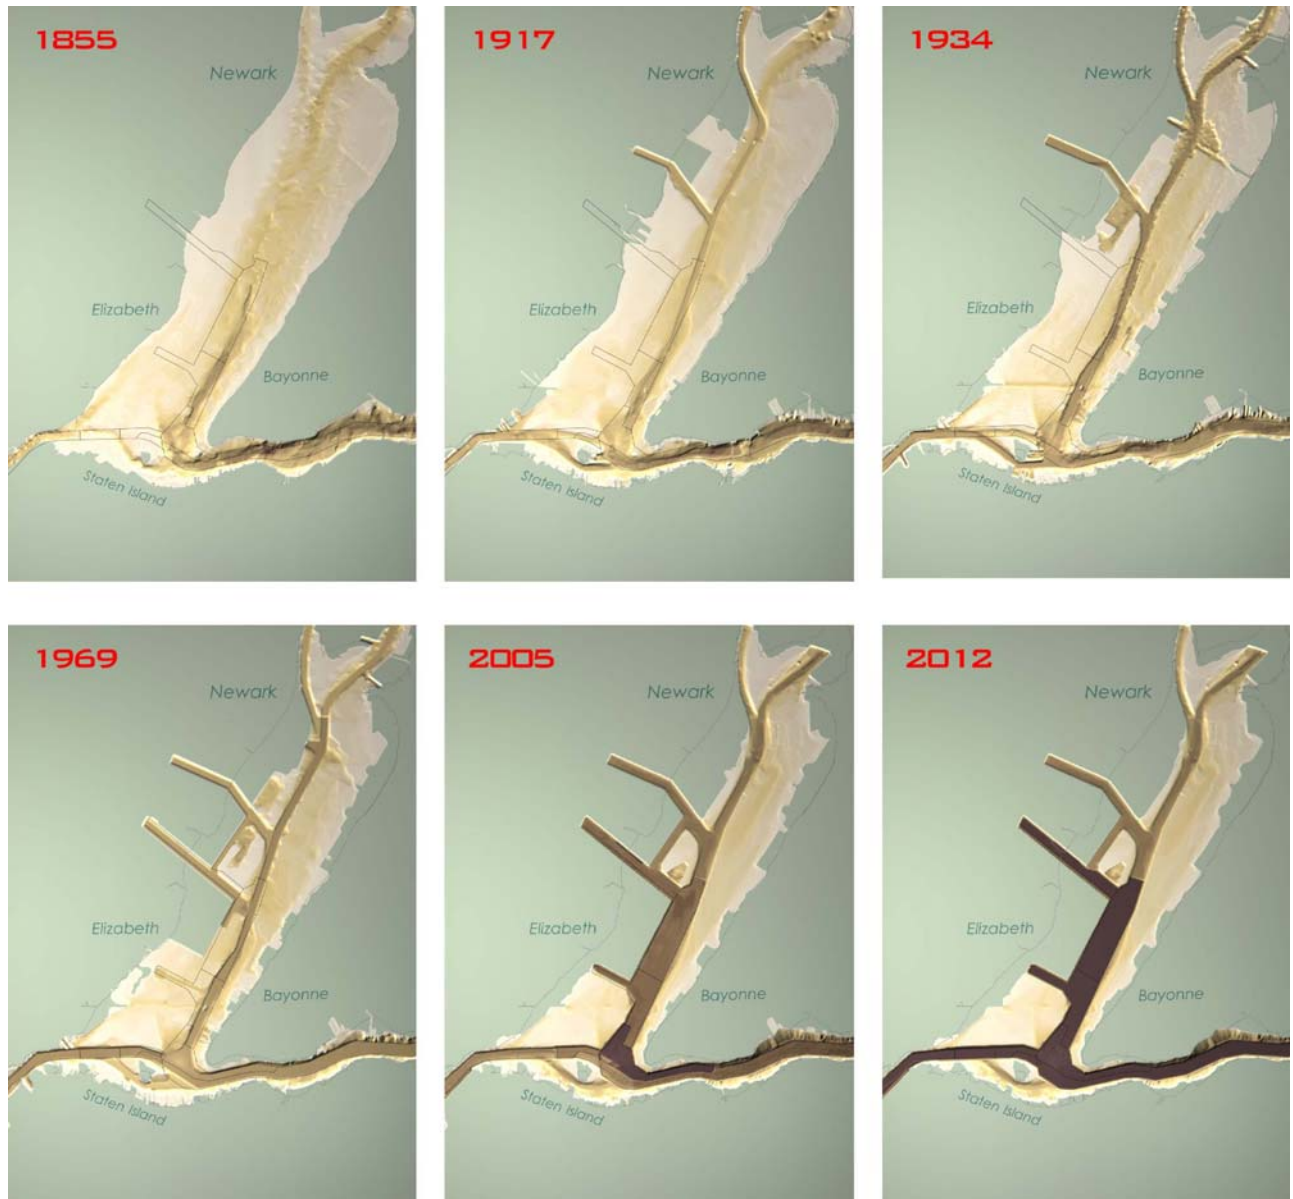 1855
Newark
Elizabeth
Bayonne
Staten Island
1917
Newark
Elizabeth
Bayonne
Staten Island
1934
Newark
Elizabeth
Bayonne
Staten Island
1969
Newark
Elizabeth
Bayonne
Staten Island
2005
Newark
Elizabeth
Bayonne
Staten Island
2012
Newark
Elizabeth
Bayonne
Staten Island